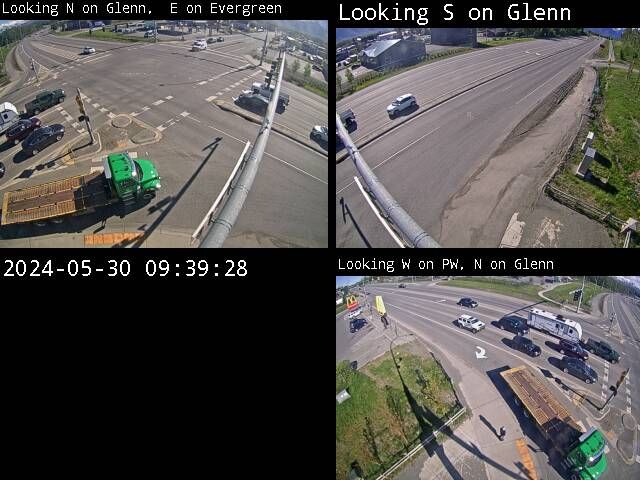 Looking N on Glenn,  E on Evergreen
Looking S on Glenn
2024-05-30 09:39:28
Looking W on PW, N on Glenn